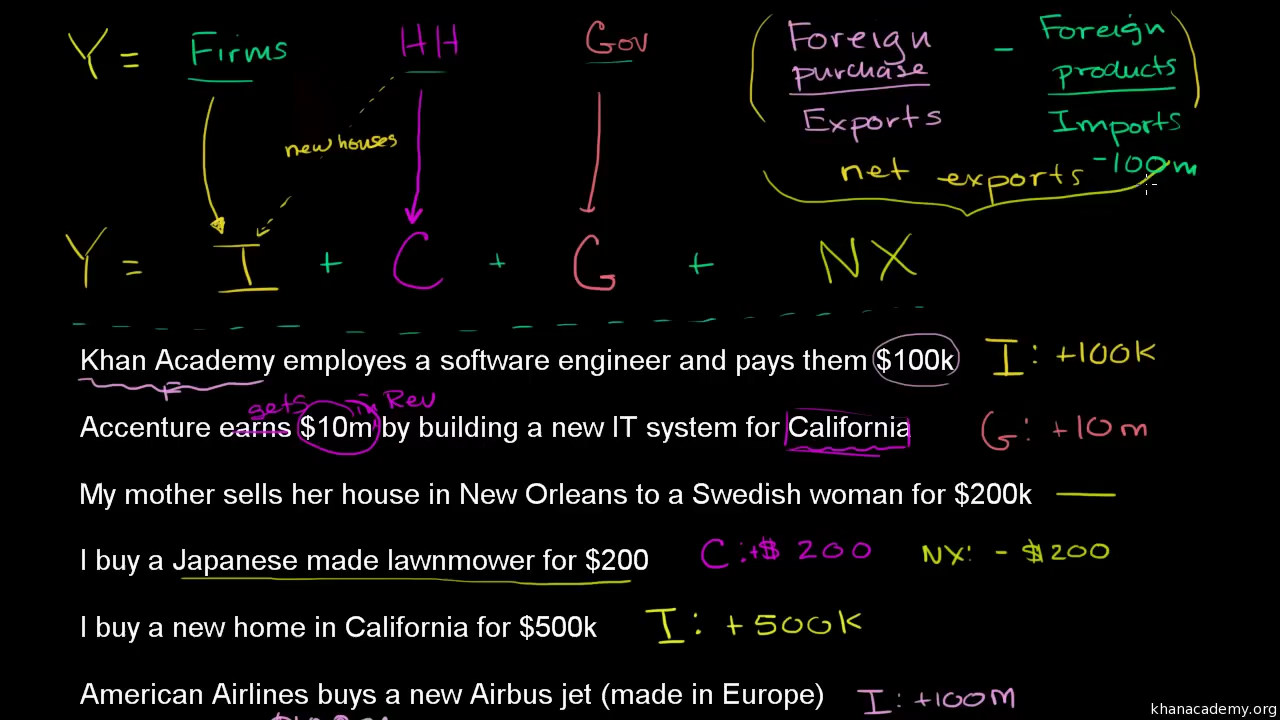 Y = Firms HH Gov (Foreign purchase - Foreign products)
Exports Imports
new houses
net exports -100m
Y = I + C + G + NX
Khan Academy employes a software engineer and pays them $100k I: +100K
F
gets in Rev
Accenture earns $10m by building a new IT system for California G: +10m
My mother sells her house in New Orleans to a Swedish woman for $200k —
I buy a Japanese made lawnmower for $200 C: +$ 200 NX: - $200
I buy a new home in California for $500k I: +500K
American Airlines buys a new Airbus jet (made in Europe) I: +100M
khanacademy.org